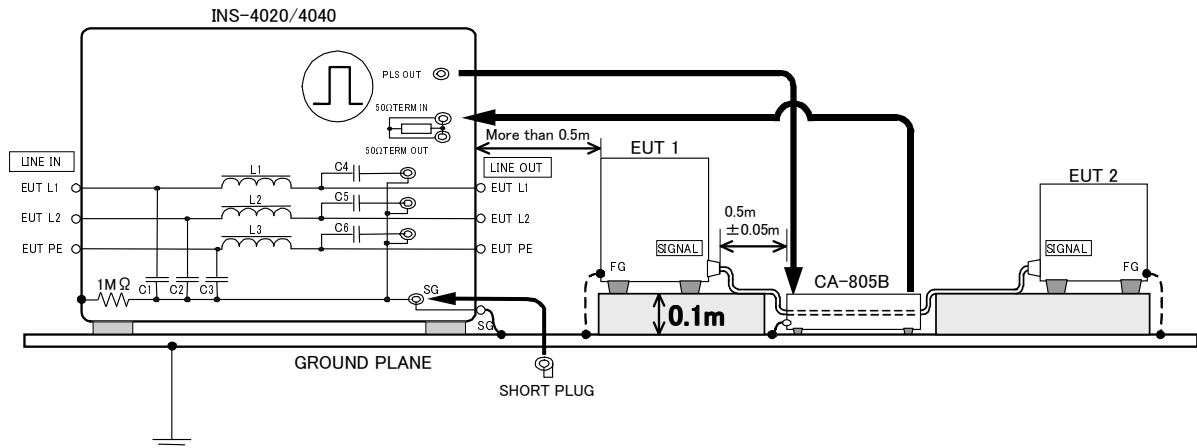 INS-4020/4040
PLS OUT
50ΩTERM IN
50ΩTERM OUT
More than 0.5m
LINE IN
LINE OUT
EUT 1
EUT 2
L1
C4
EUT L1
EUT L1
L2
C5
EUT L2
EUT L2
L3
C6
EUT PE
EUT PE
0.5m
±0.05m
SIGNAL
SIGNAL
FG
FG
1MΩ
C1
C2
C3
SG
SG
CA-805B
0.1m
GROUND PLANE
SHORT PLUG